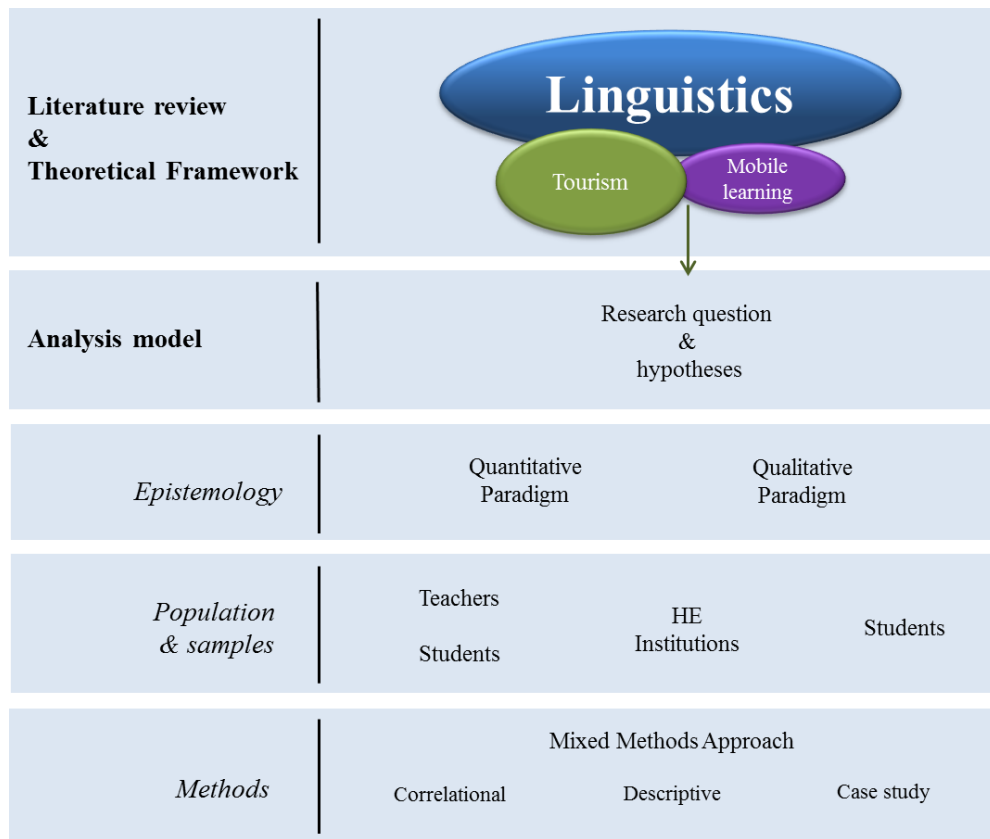 Literature review
&
Theoretical Framework
Linguistics
Tourism
Mobile
learning
Analysis model
Research question
&
hypotheses
Epistemology
Quantitative
Paradigm
Qualitative
Paradigm
Population
& samples
Teachers
Students
HE
Institutions
Students
Methods
Mixed Methods Approach
Correlational
Descriptive
Case study